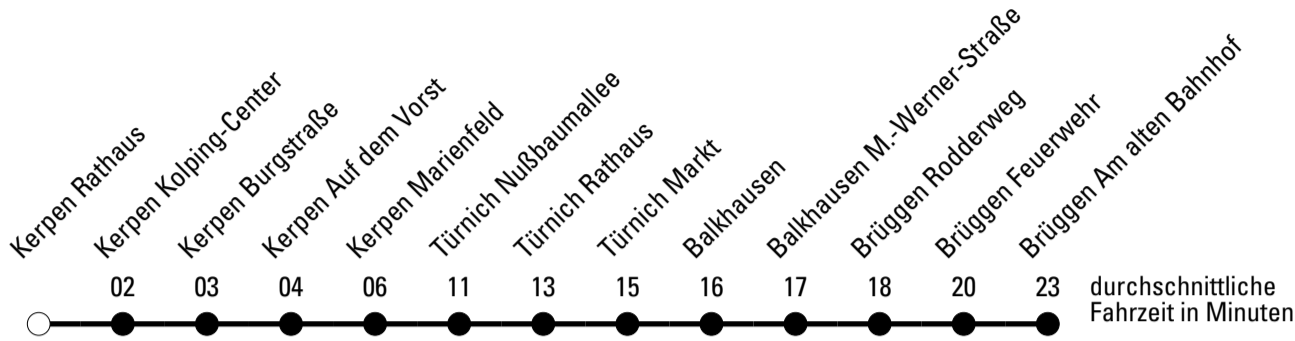 Kerpen Rathaus
Kerpen Kolping-Center
Kerpen Burgstraße
Kerpen Auf dem Vorst
Kerpen Marienfeld
Türnich Nußbaumallee
Türnich Rathaus
Türnich Markt
Balkhausen
Balkhausen M.-Werner-Straße
Brüggen Rodderweg
Brüggen Feuerwehr
Brüggen Am alten Bahnhof
02 03 04 06 11 13 15 16 17 18 20 23
durchschnittliche
Fahrzeit in Minuten